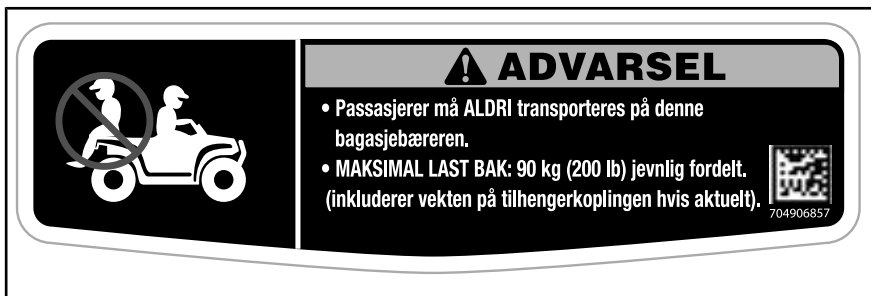 ADVARSEL
• Passasjerer må ALDRI transporteres på denne
bagasjebæreren.
• MAKSIMAL LAST BAK: 90 kg (200 lb) jevnlig fordelt.
(inkluderer vekten på tilhengerkoplingen hvis aktuelt).
704906857